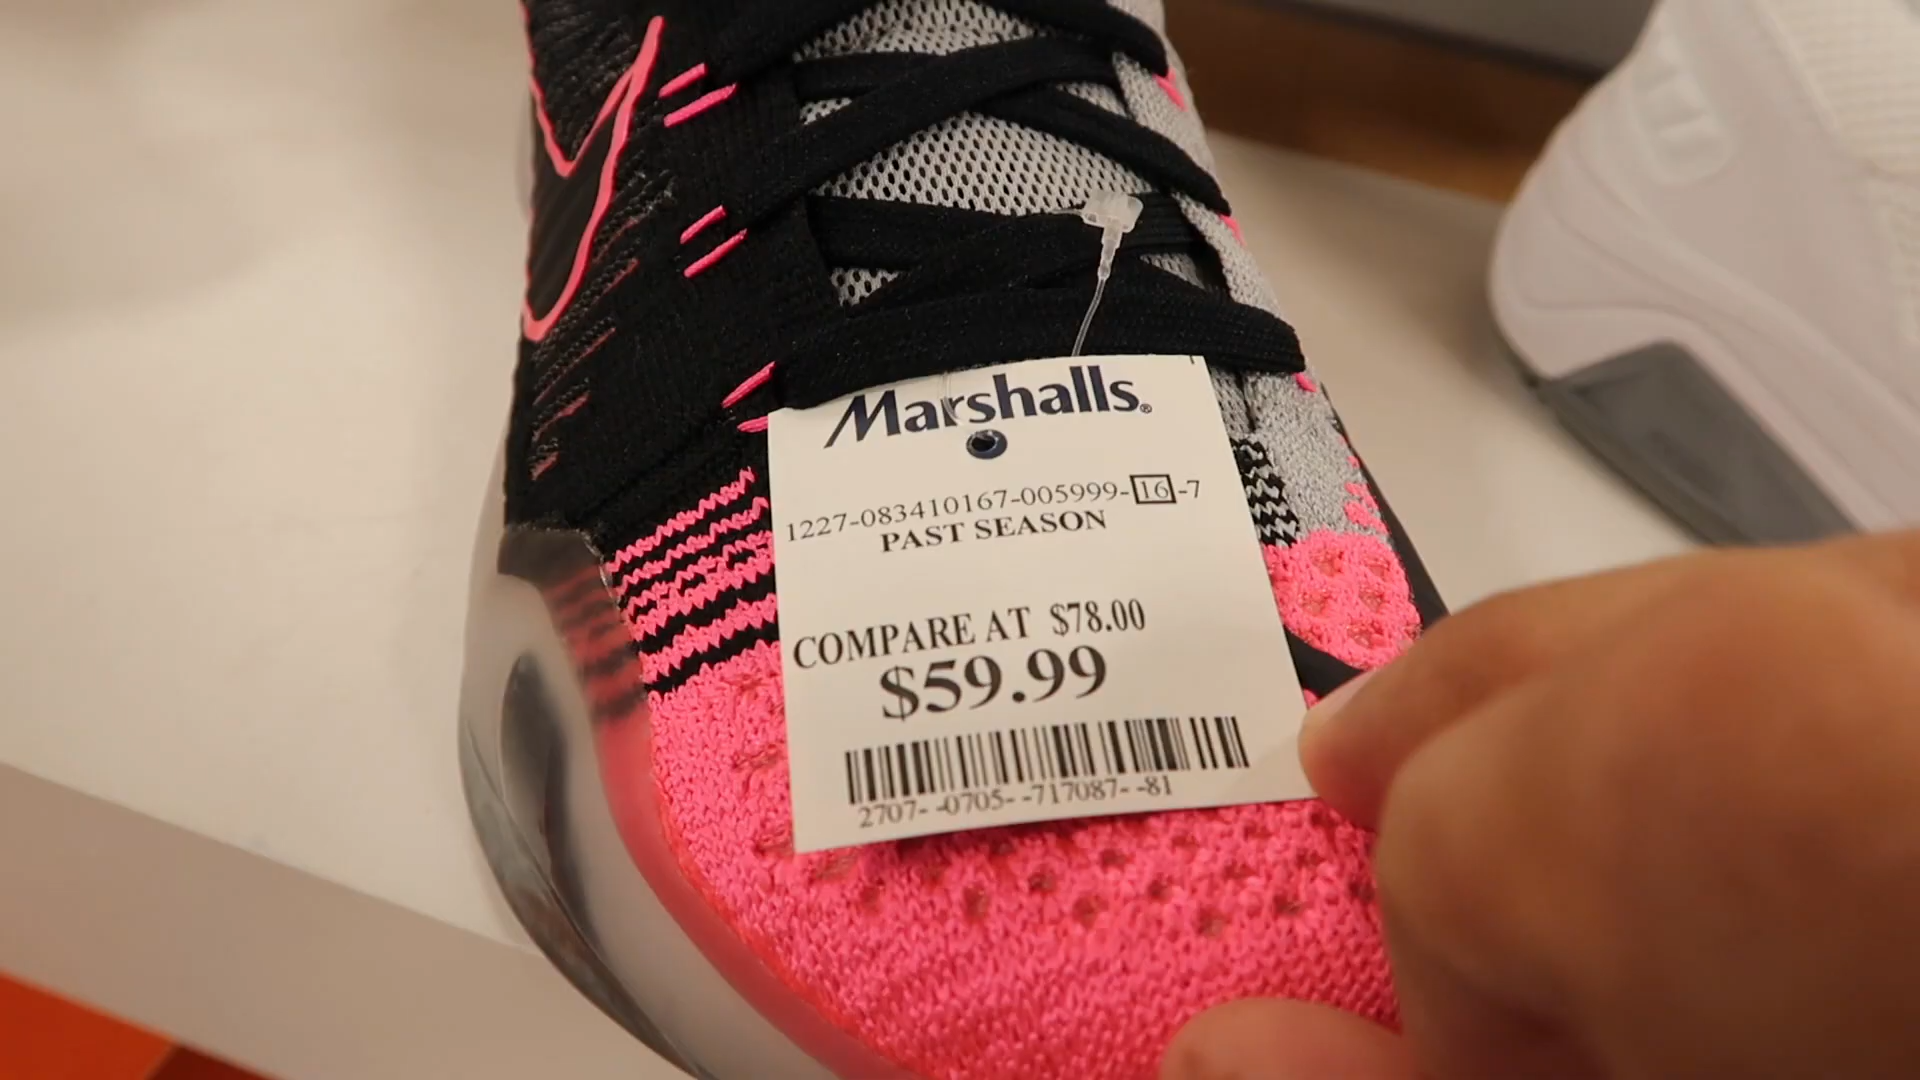 Marshalls®
1227-083410167-005999-16-7
PAST SEASON
COMPARE AT $78.00
$59.99
2707- -0705- -717087- -81